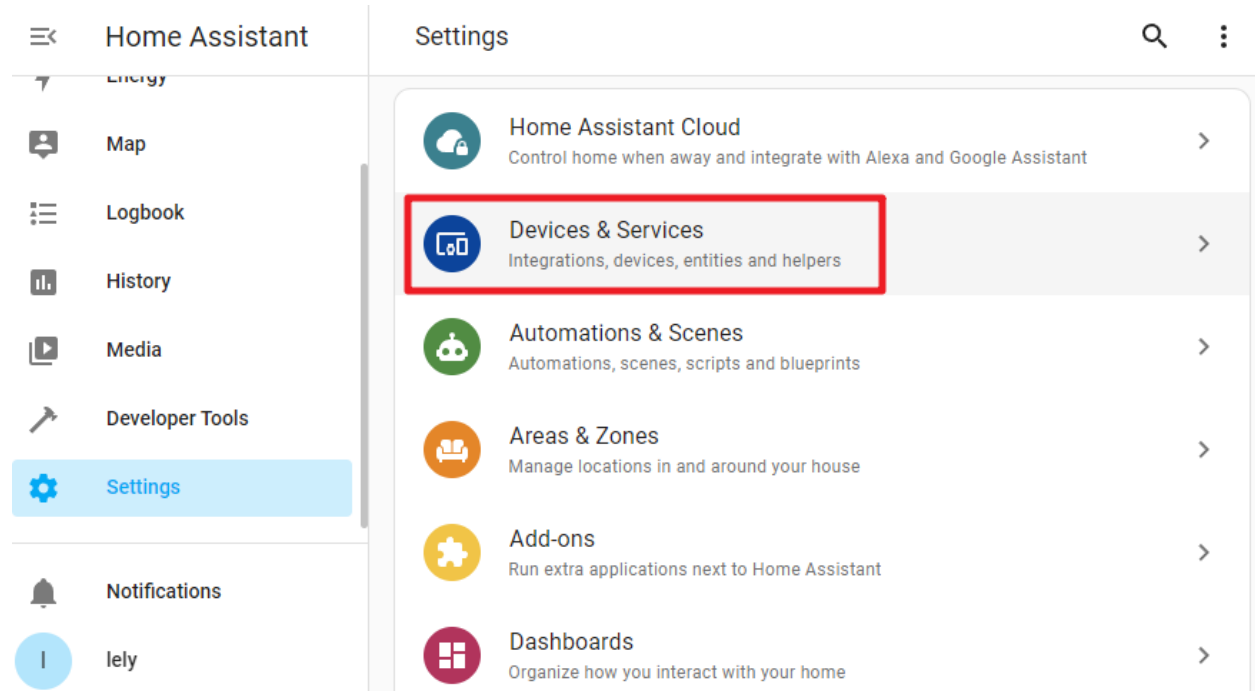 Home Assistant
Energy
Map
Logbook
History
Media
Developer Tools
Settings
Notifications
l
lely
Settings
Home Assistant Cloud
Control home when away and integrate with Alexa and Google Assistant
Devices & Services
Integrations, devices, entities and helpers
Automations & Scenes
Automations, scenes, scripts and blueprints
Areas & Zones
Manage locations in and around your house
Add-ons
Run extra applications next to Home Assistant
Dashboards
Organize how you interact with your home